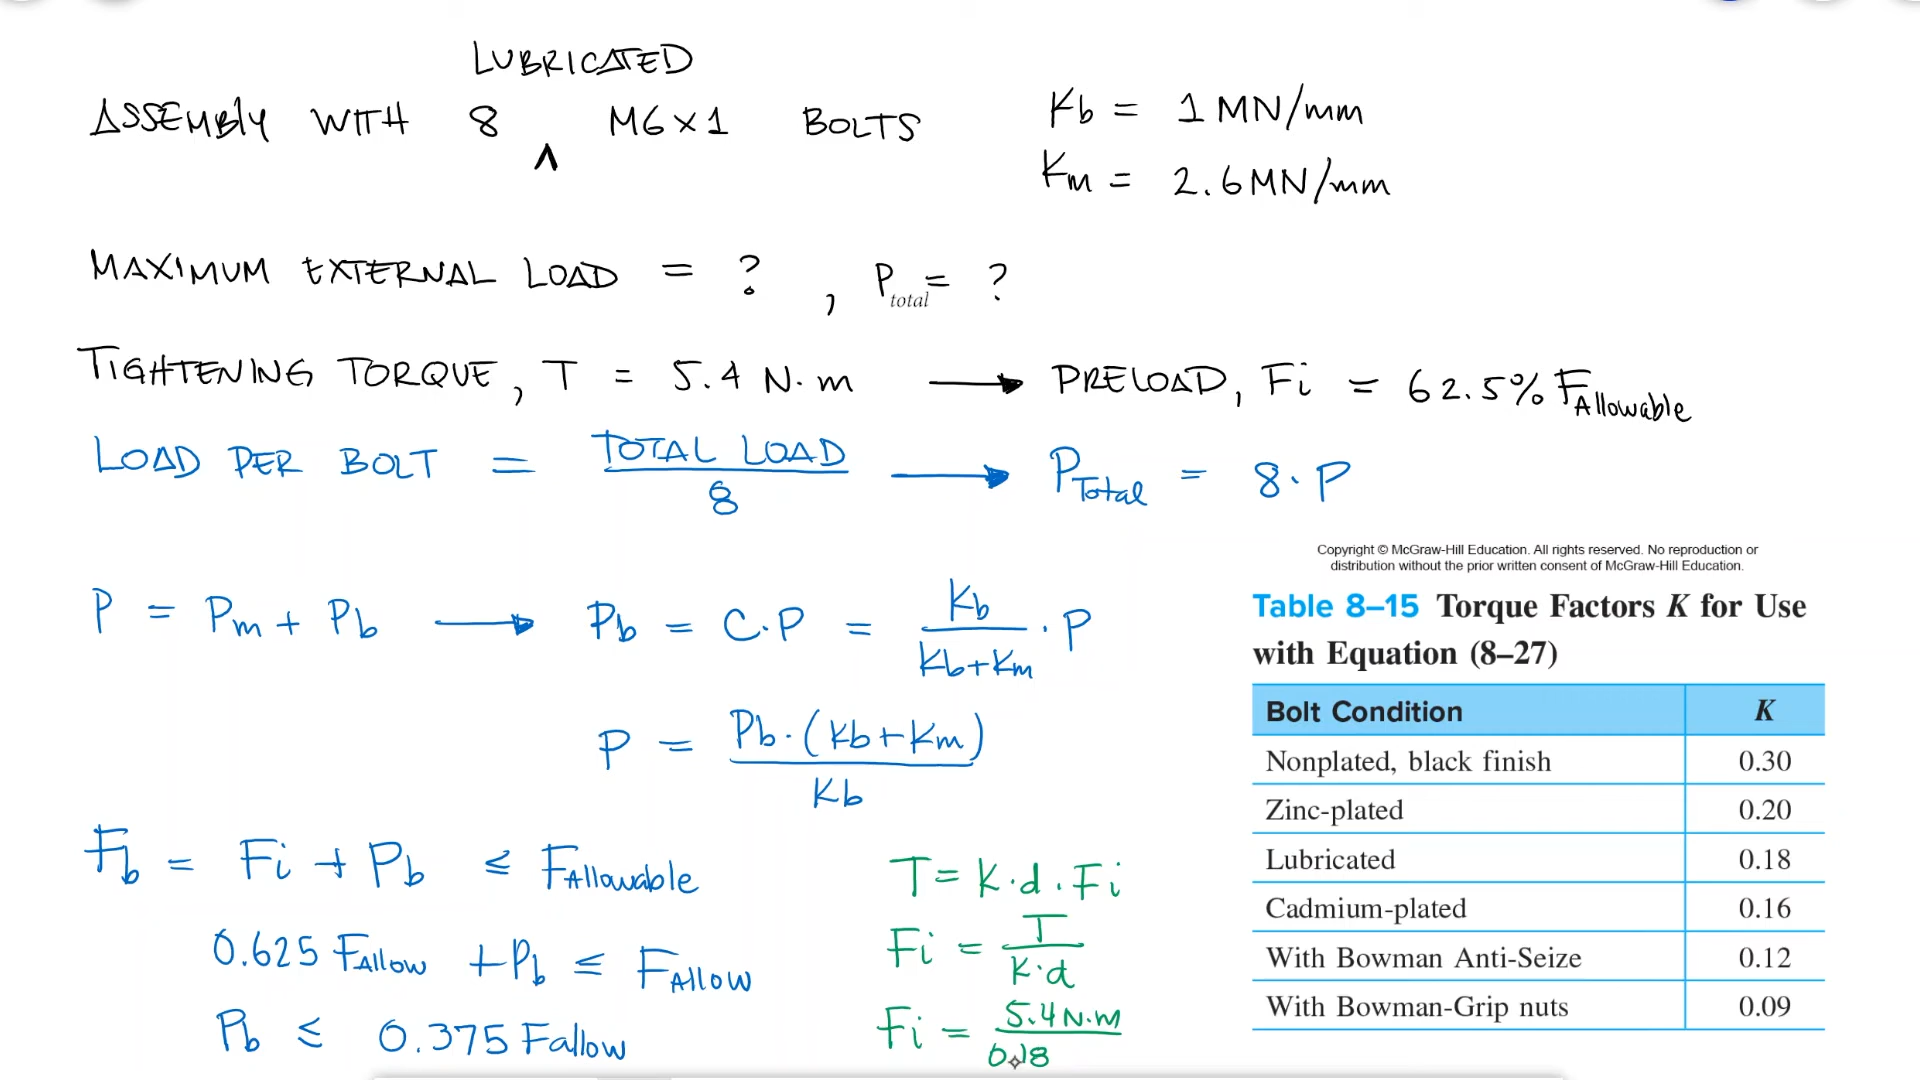 LUBRICATED
ASSEMBLY WITH 8 ∧ M6×1 BOLTS
Kb = 1 MN/mm
Km = 2.6MN/mm
MAXIMUM EXTERNAL LOAD = ? , Ptotal = ?
TIGHTENING TORQUE, T = 5.4 N·m → PRELOAD, Fi = 62.5% FAllowable
LOAD PER BOLT = TOTAL LOAD / 8 → PTotal = 8·P
P = Pm + Pb → Pb = C·P = Kb / (Kb+Km) · P
P = Pb·(Kb+Km) / Kb
Fb = Fi + Pb ≤ FAllowable
0.625 FAllow + Pb ≤ FAllow
Pb ≤ 0.375 Fallow
T = K·d·Fi
Fi = T / K·d
Fi = 5.4N·m / 0.18
Copyright © McGraw-Hill Education. All rights reserved. No reproduction or
distribution without the prior written consent of McGraw-Hill Education.
Table 8–15 Torque Factors K for Use
with Equation (8–27)
Bolt Condition K
Nonplated, black finish 0.30
Zinc-plated 0.20
Lubricated 0.18
Cadmium-plated 0.16
With Bowman Anti-Seize 0.12
With Bowman-Grip nuts 0.09